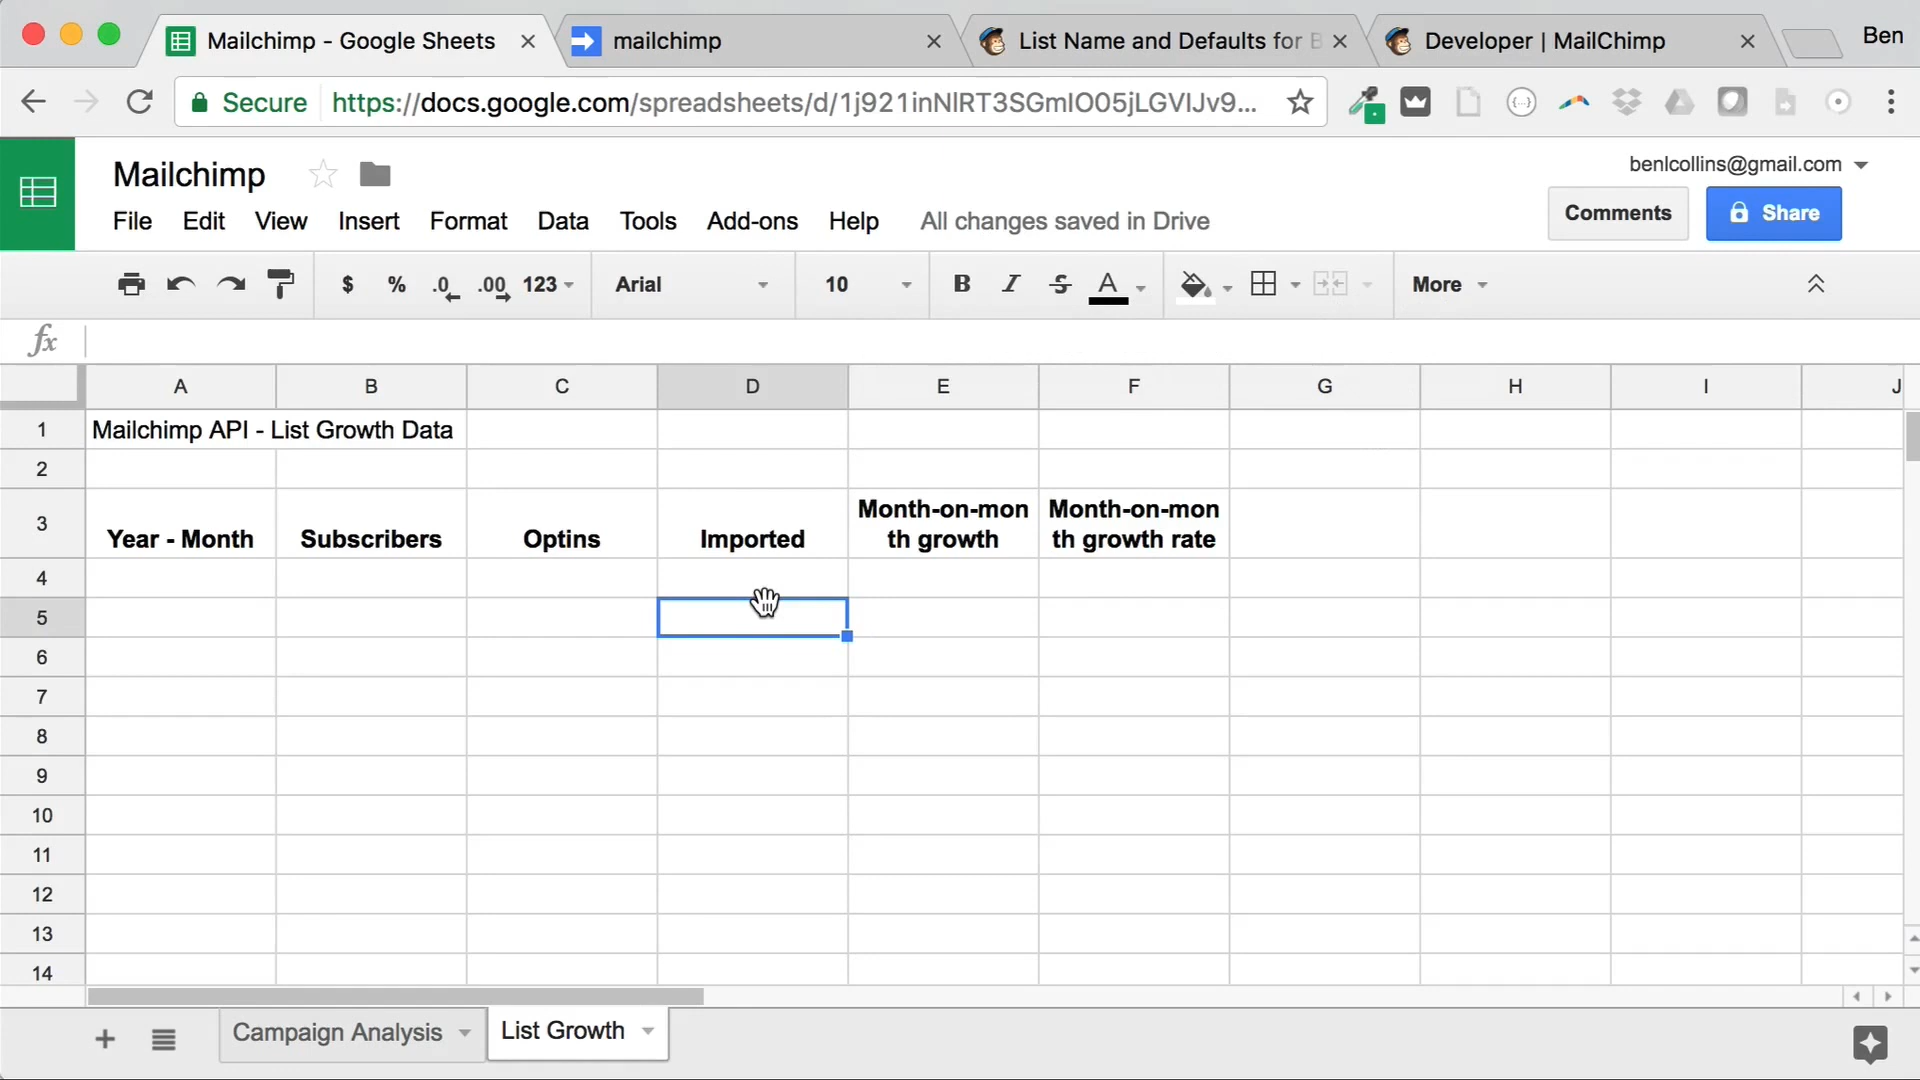 Mailchimp - Google Sheets
mailchimp
List Name and Defaults for B
Developer | MailChimp
Ben
Secure
https://docs.google.com/spreadsheets/d/1j921inNlRT3SGmIO05jLGVIJv9...
Mailchimp
benlcollins@gmail.com
File Edit View Insert Format Data Tools Add-ons Help All changes saved in Drive
Comments
Share
$ % .0 .00 123 Arial 10 B I S A More
fx
A B C D E F G H I J
1 Mailchimp API - List Growth Data
2
3 Year - Month Subscribers Optins Imported Month-on-mon
th growth Month-on-mon
th growth rate
4
5
6
7
8
9
10
11
12
13
14
Campaign Analysis
List Growth